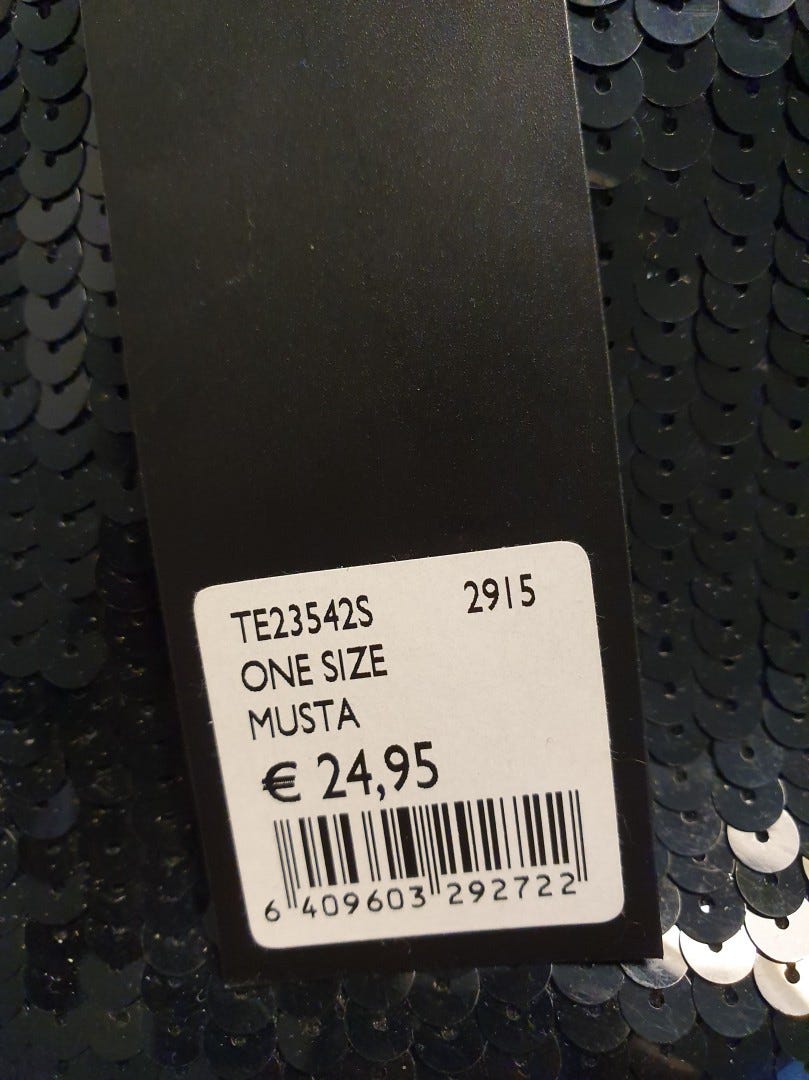 TE23542S 2915
ONE SIZE
MUSTA
€ 24,95
6 409603 292722